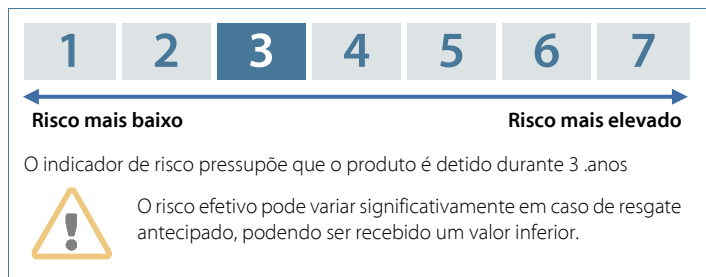 1 2 3 4 5 6 7
Risco mais baixo Risco mais elevado
O indicador de risco pressupõe que o produto é detido durante 3 .anos
!
O risco efetivo pode variar significativamente em caso de resgate
antecipado, podendo ser recebido um valor inferior.